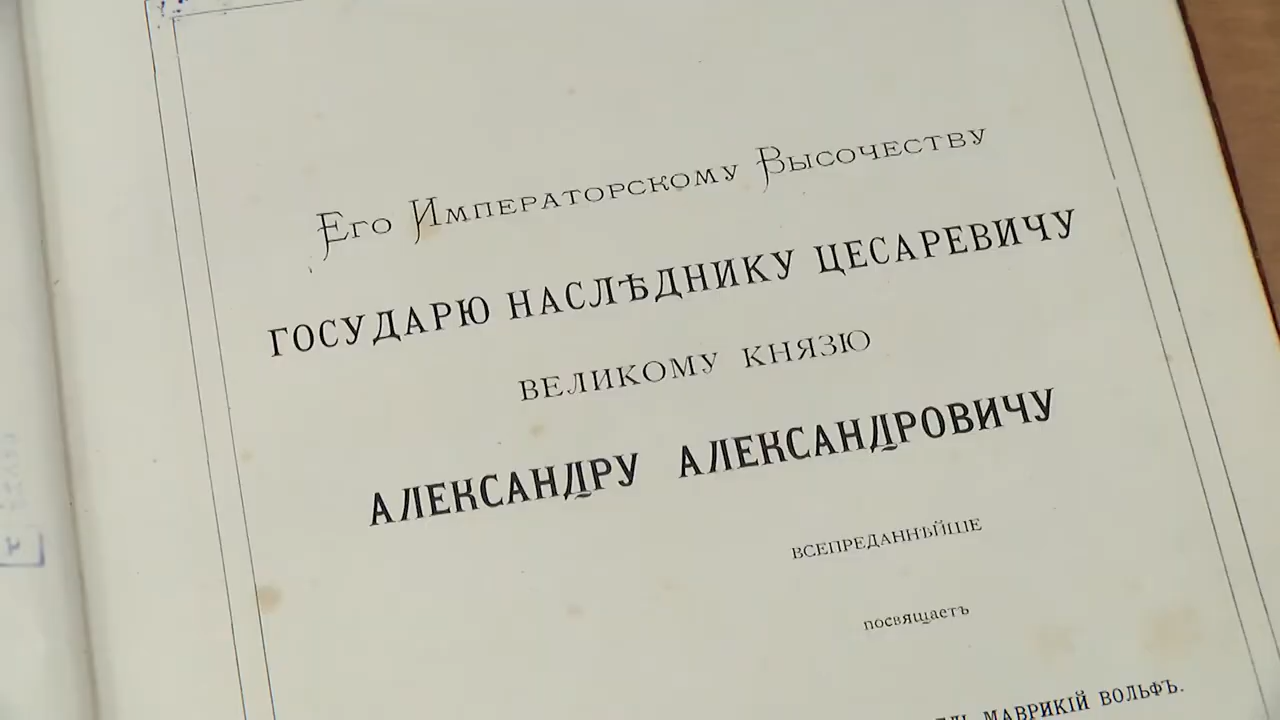 Его Императорскому Высочеству
ГОСУДАРЮ НАСЛѢДНИКУ ЦЕСАРЕВИЧУ
ВЕЛИКОМУ КНЯЗЮ
АЛЕКСАНДРУ АЛЕКСАНДРОВИЧУ
ВСЕПРЕДАННѢЙШЕ
посвящаетъ
МАВРИКІЙ ВОЛЬФЪ.